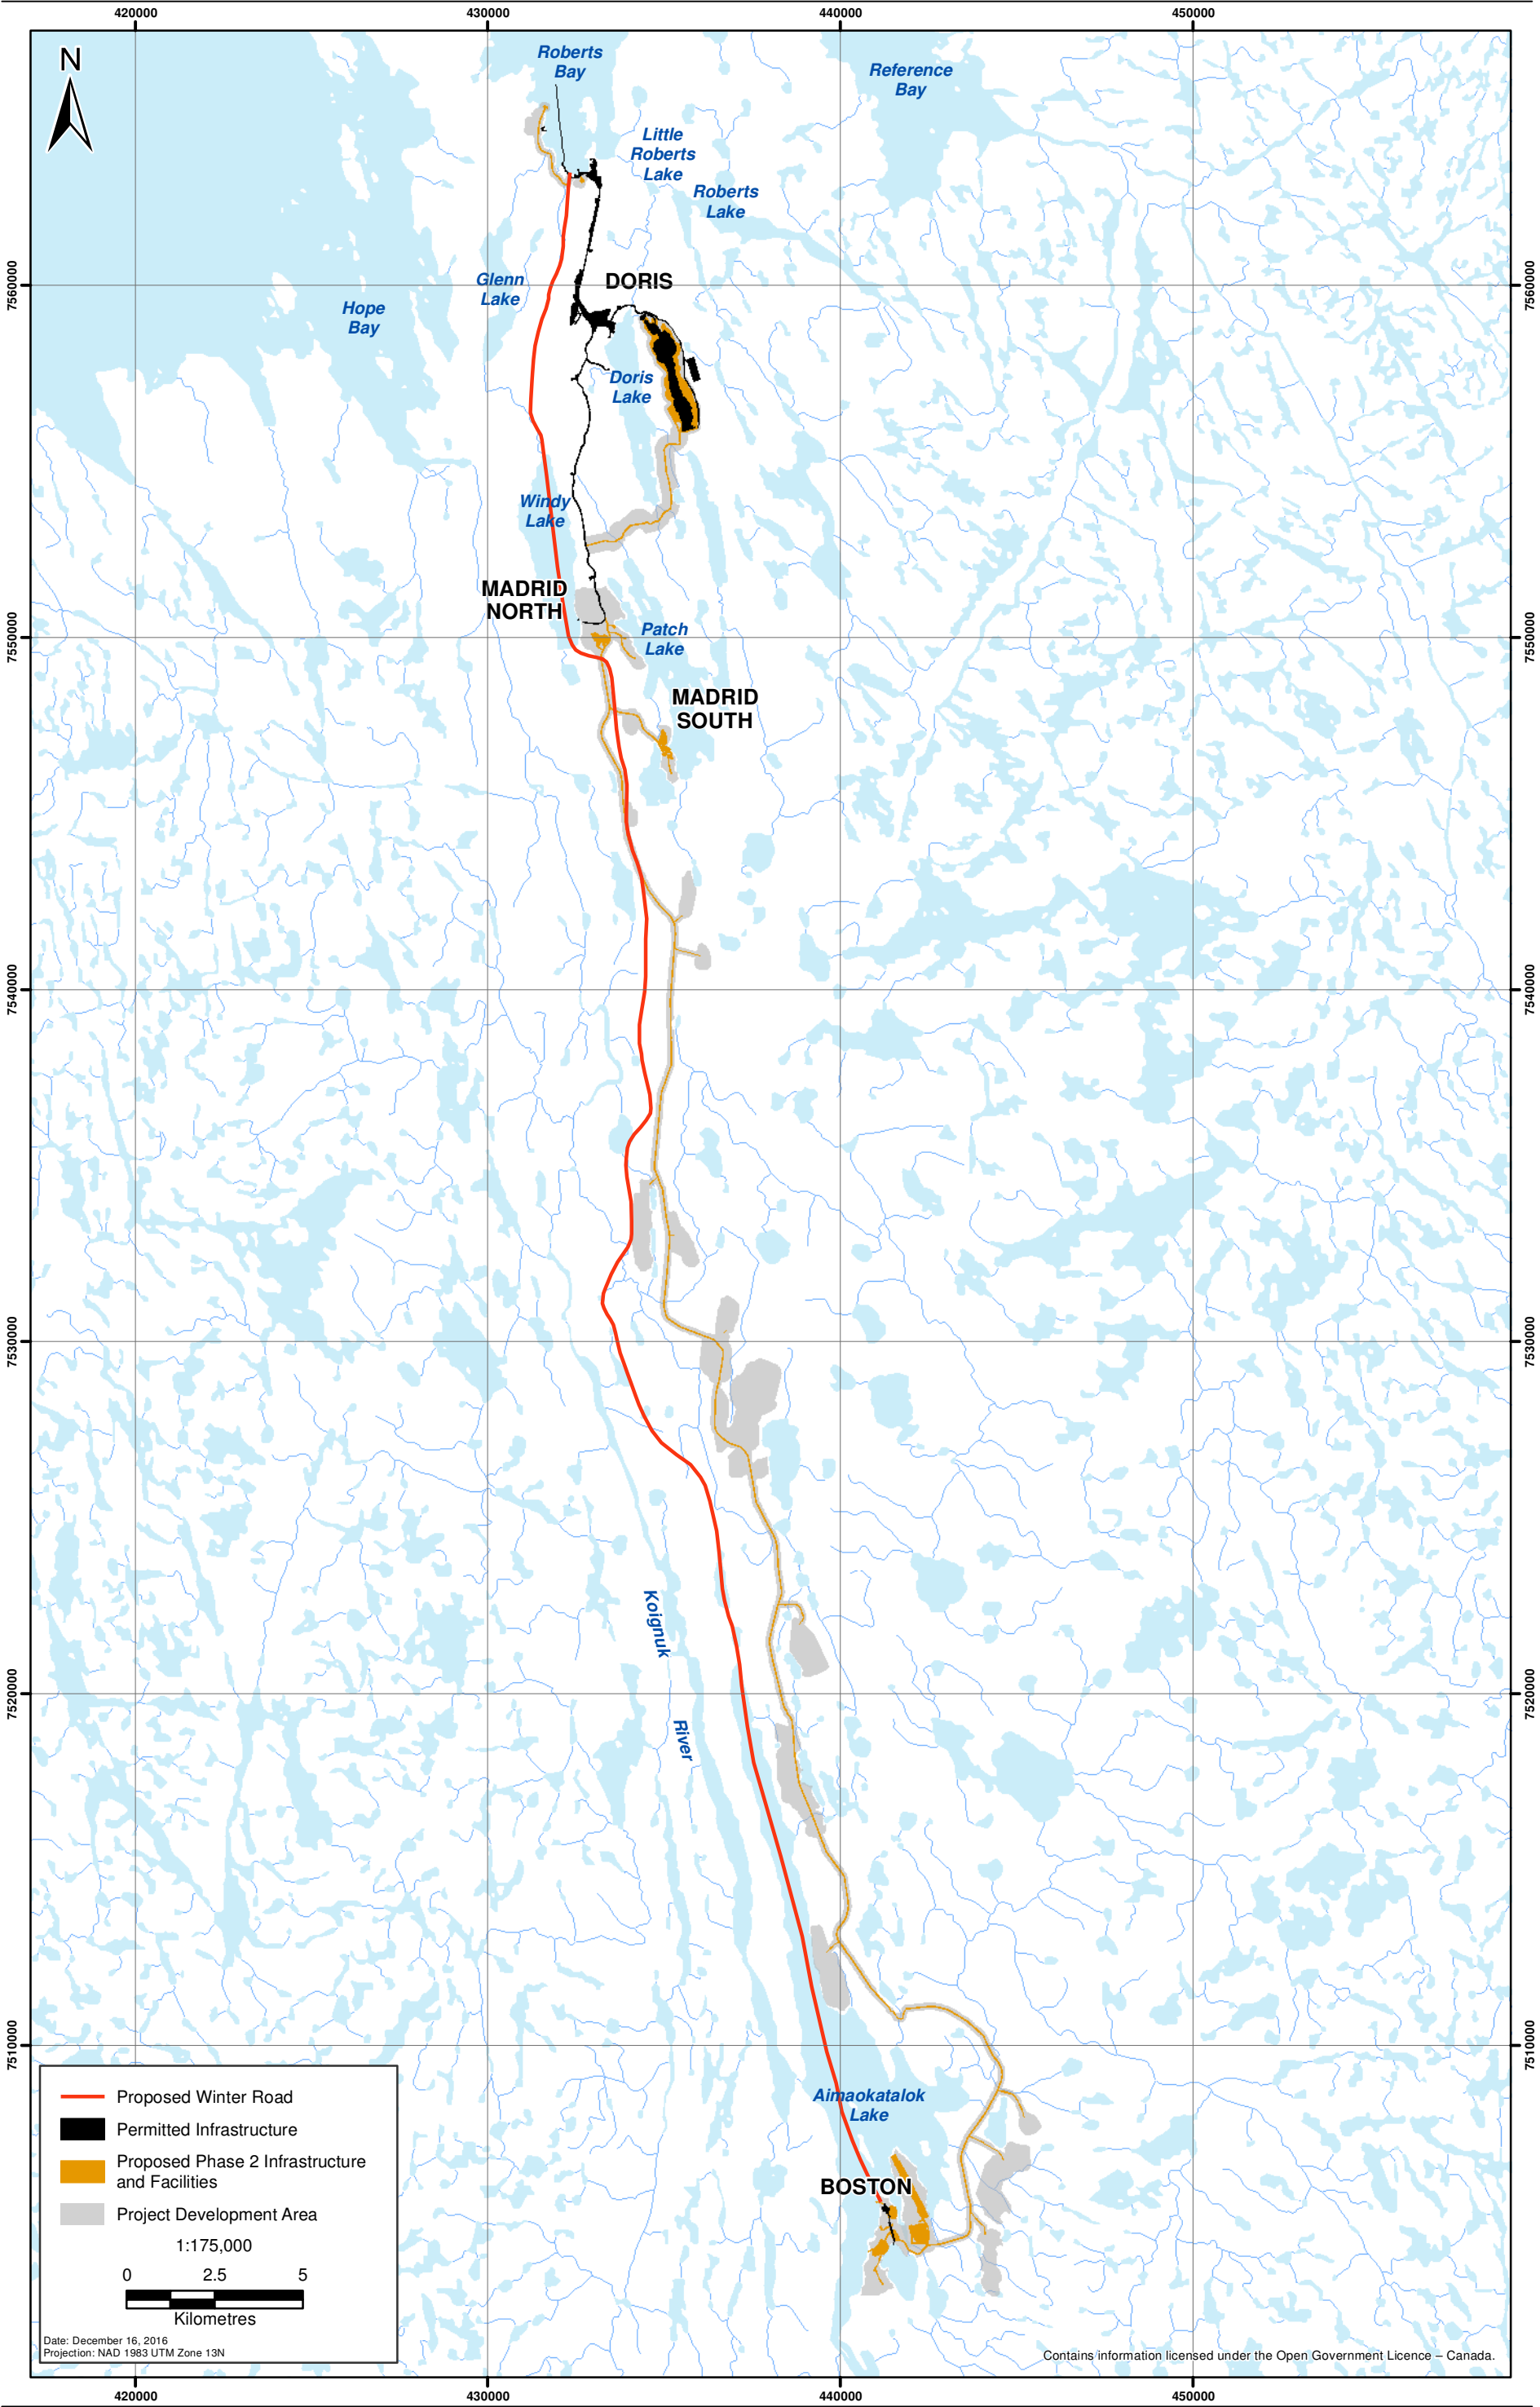 420000
430000
440000
450000
N
Roberts
Bay
Reference
Bay
Little
Roberts
Lake
Roberts
Lake
7560000
7560000
Glenn
Lake
DORIS
Hope
Bay
Doris
Lake
Windy
Lake
MADRID
NORTH
7550000
7550000
Patch
Lake
MADRID
SOUTH
7540000
7540000
7530000
7530000
Koignuk
River
7520000
7520000
7510000
7510000
Aimaokatalok
Lake
BOSTON
Proposed Winter Road
Permitted Infrastructure
Proposed Phase 2 Infrastructure
and Facilities
Project Development Area
1:175,000
0 2.5 5
Kilometres
Date: December 16, 2016
Projection: NAD 1983 UTM Zone 13N
Contains information licensed under the Open Government Licence – Canada.
420000
430000
440000
450000